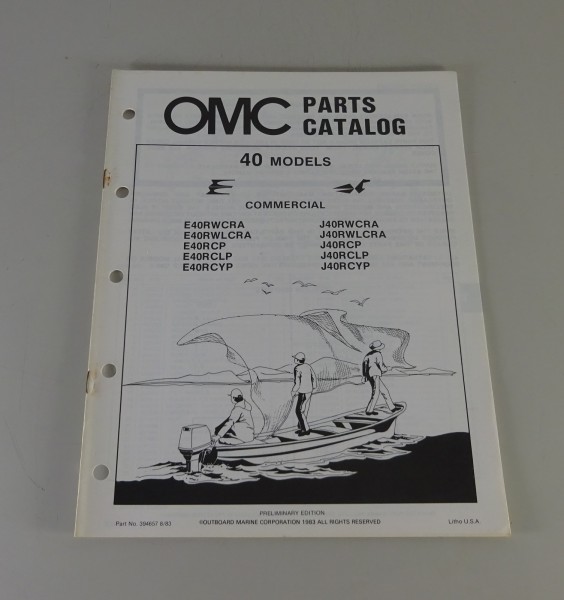 OMC PARTS CATALOG
40 MODELS
COMMERCIAL
E40RWCRA J40RWCRA
E40RWLCRA J40RWLCRA
E40RCP J40RCP
E40RCLP J40RCLP
E40RCYP J40RCYP
PRELIMINARY EDITION
Part No. 394657 8/83 ©OUTBOARD MARINE CORPORATION 1983 ALL RIGHTS RESERVED Litho U.S.A.